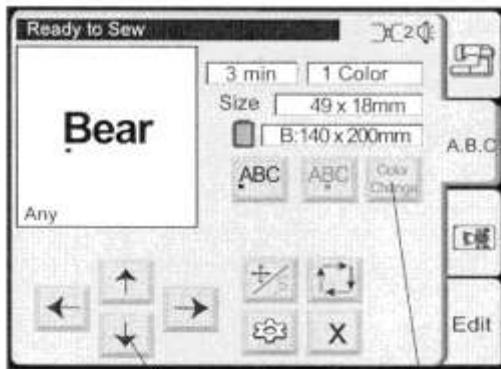 Ready to Sew
2
3 min
1 Color
Size
49 x 18mm
B:140 x 200mm
Bear
Any
ABC
ABC
Color
Change
X
A.B.C
Edit